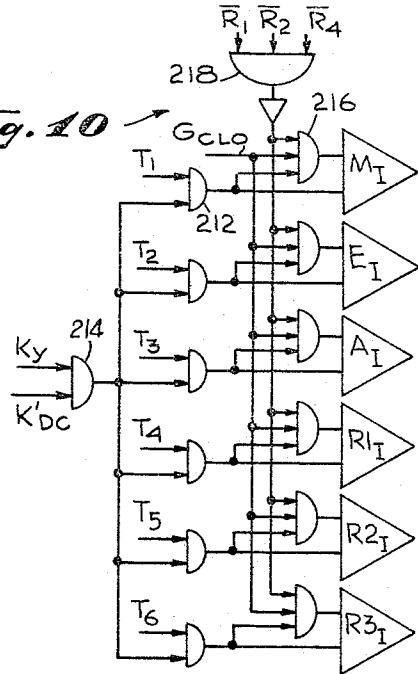 R̅1 R̅2 R̅4
218
216
Fig. 10
GCLO
T1
MI
212
T2
EI
214
T3
AI
KY
K'DC
T4
R1I
T5
R2I
T6
R3I